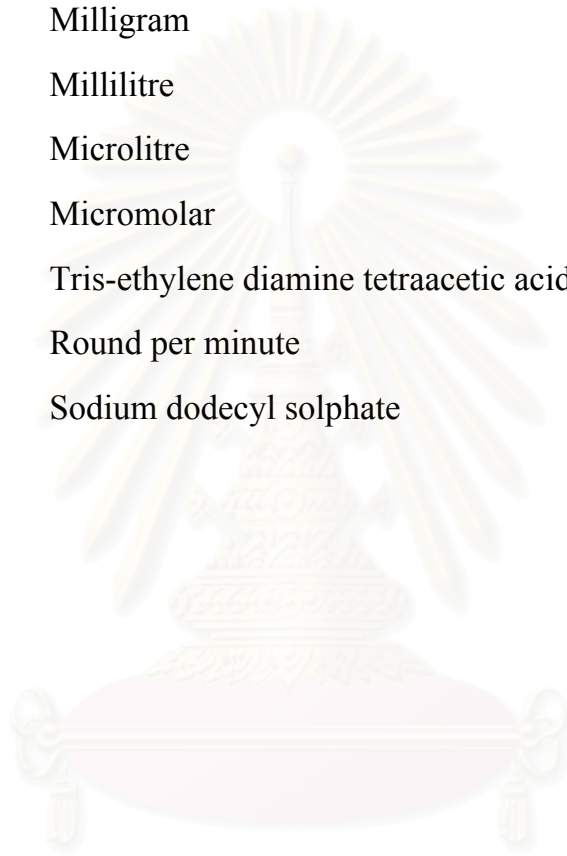 Milligram
Millilitre
Microlitre
Micromolar
Tris-ethylene diamine tetraacetic acid
Round per minute
Sodium dodecyl solphate